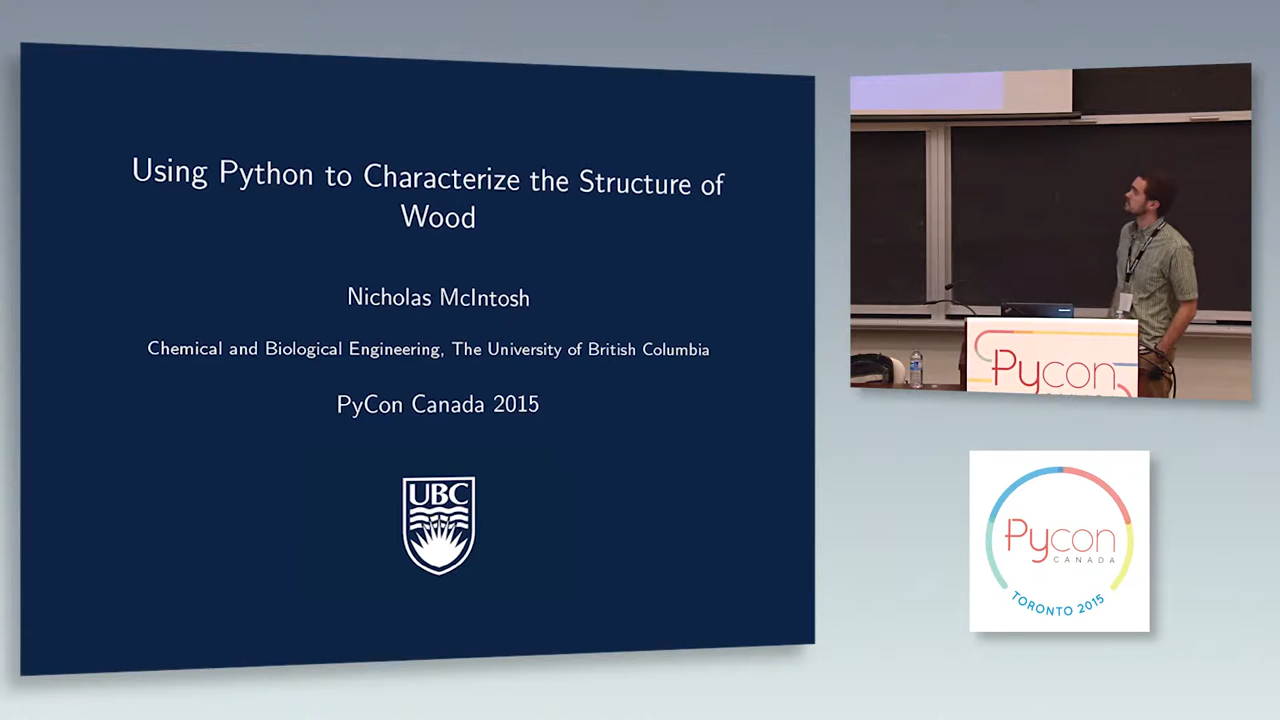 Using Python to Characterize the Structure of
Wood
Nicholas McIntosh
Chemical and Biological Engineering, The University of British Columbia
PyCon Canada 2015
UBC
Pycon
Pycon
CANADA
TORONTO 2015